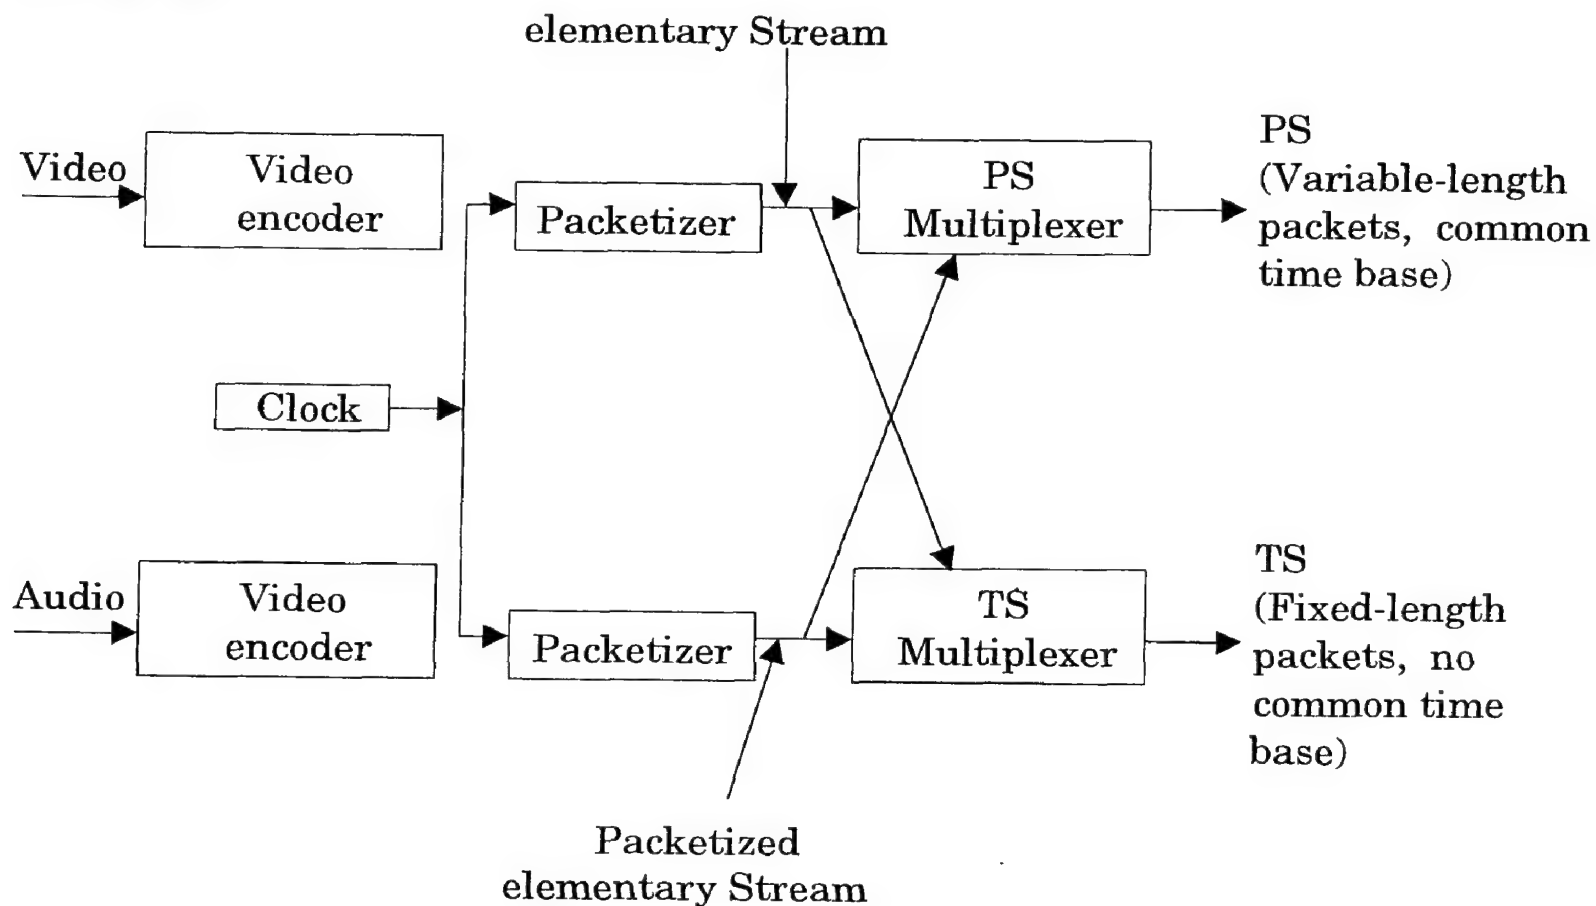 elementary Stream
Video
Video
encoder
Packetizer
PS
Multiplexer
PS
(Variable-length
packets, common
time base)
Clock
Audio
Video
encoder
Packetizer
TS
Multiplexer
TS
(Fixed-length
packets, no
common time
base)
Packetized
elementary Stream